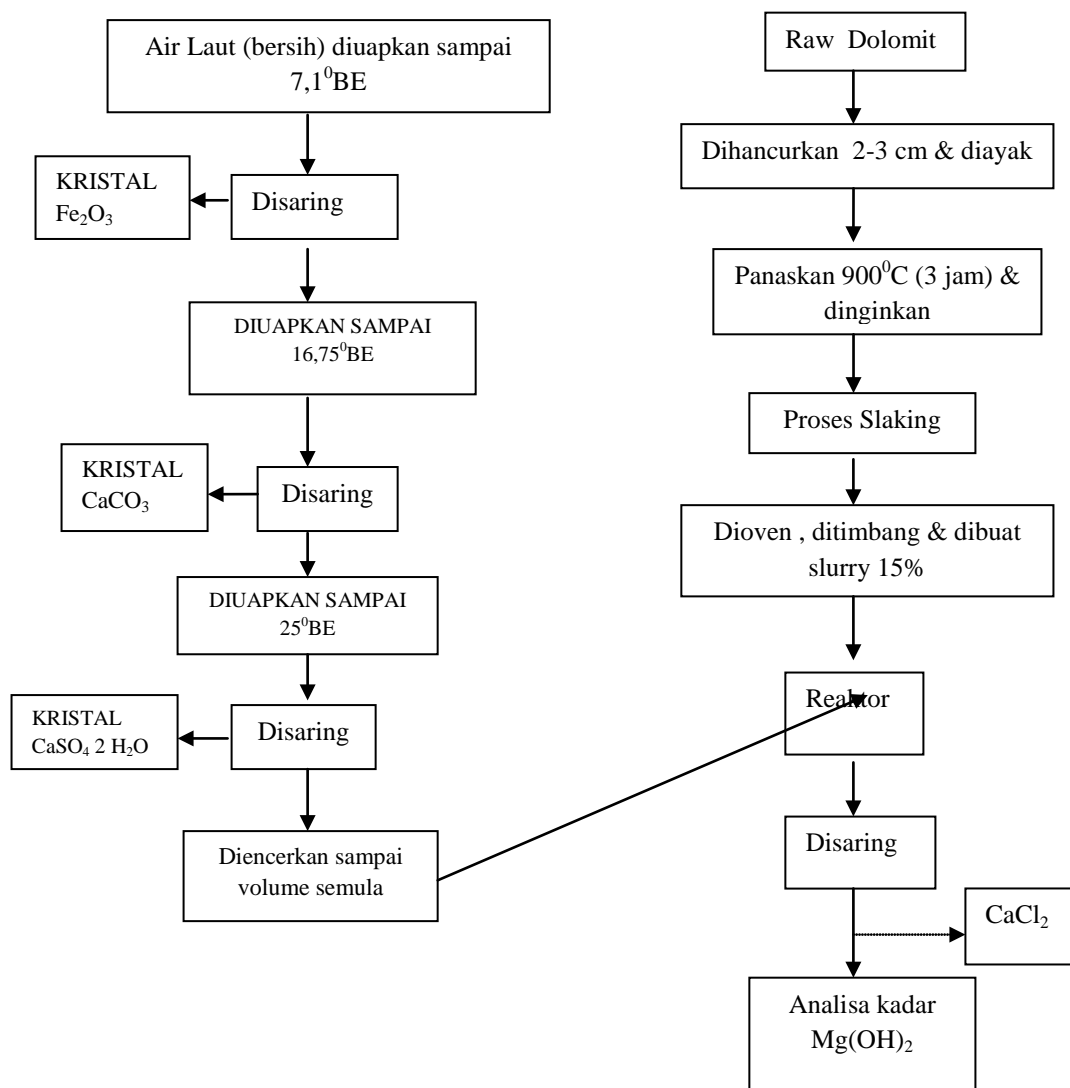 Air Laut (bersih) diuapkan sampai
7,1⁰BE
KRISTAL
Fe₂O₃
Disaring
DIUAPKAN SAMPAI
16,75⁰BE
KRISTAL
CaCO₃
Disaring
DIUAPKAN SAMPAI
25⁰BE
KRISTAL
CaSO₄ 2 H₂O
Disaring
Diencerkan sampai
volume semula
Raw Dolomit
Dihancurkan 2-3 cm & diayak
Panaskan 900⁰C (3 jam) &
dinginkan
Proses Slaking
Dioven , ditimbang & dibuat
slurry 15%
Reaktor
Disaring
CaCl₂
Analisa kadar
Mg(OH)₂